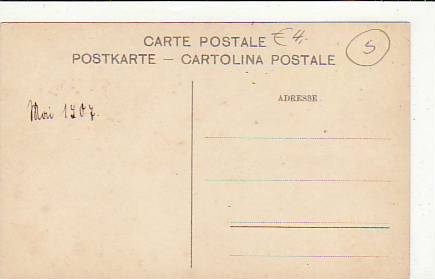 CARTE POSTALE € 4,- 5
POSTKARTE — CARTOLINA POSTALE
ADRESSE
Mai 1907.